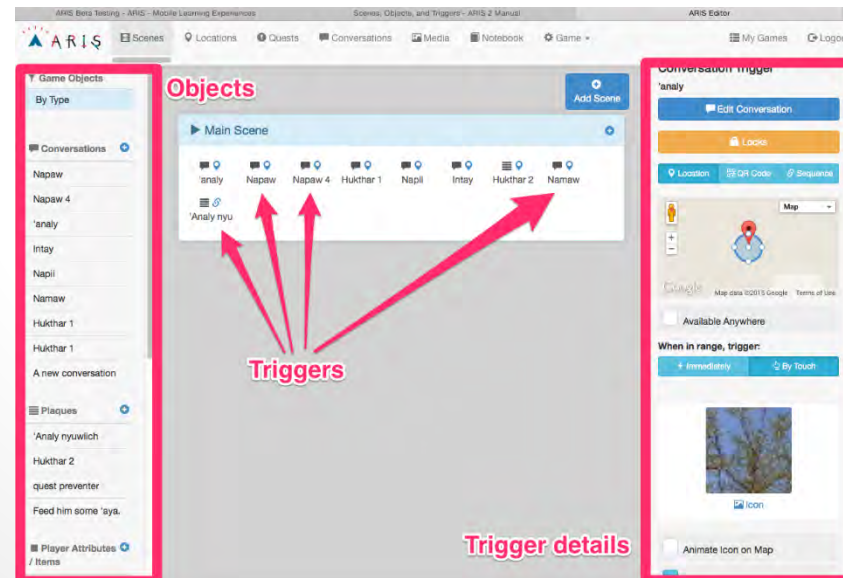 ARIS Beta Testing - ARIS - Mobile Learning Experiences
Scenes, Objects, and Triggers - ARIS 2 Manual
ARIS Editor
ARIS
Scenes
Locations
Quests
Conversations
Media
Notebook
Game
My Games
Logout
Game Objects
By Type
Conversations
Napaw
Napaw 4
'analy
Intay
Napil
Namaw
Hukthar 1
Hukthar 1
A new conversation
Plaques
'Analy nyuwlich
Hukthar 2
quest preventer
Feed him some 'aya.
Player Attributes
/ Items
Objects
Add Scene
Main Scene
'analy
Napaw
Napaw 4
Hukthar 1
Napil
Intay
Hukthar 2
Namaw
'Analy nyu
Triggers
Trigger details
Conversation Trigger
'analy
Edit Conversation
Locks
Location
QR Code
Sequence
Map
+
−
Google
Map data ©2015 Google
Terms of Use
Available Anywhere
When in range, trigger:
Immediately
By Touch
Icon
Animate Icon on Map